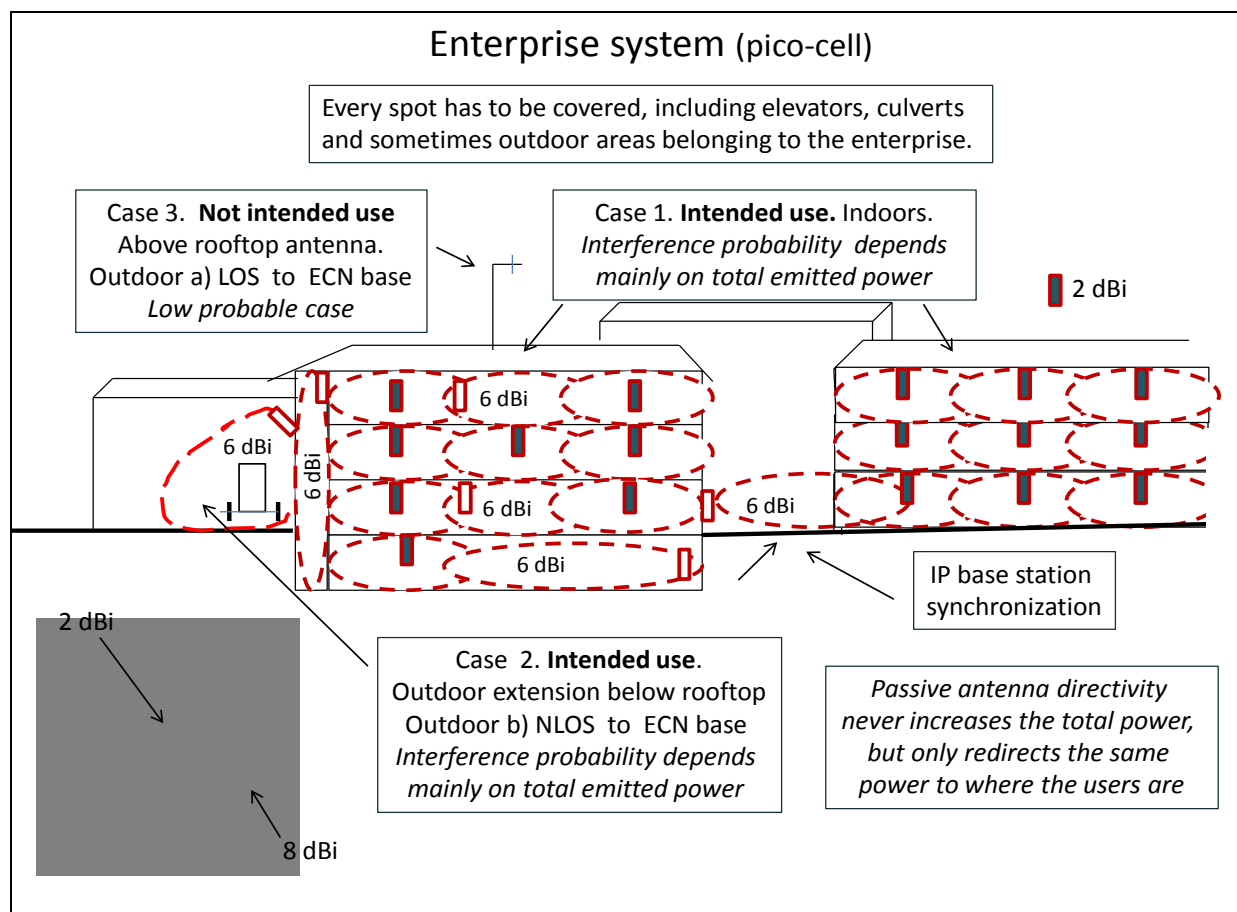 Enterprise system (pico-cell)
Every spot has to be covered, including elevators, culverts
and sometimes outdoor areas belonging to the enterprise.
Case 3.  Not intended use
Above rooftop antenna.
Outdoor a) LOS  to  ECN base
Low probable case
Case 1. Intended use. Indoors.
Interference probability  depends
mainly on total emitted power
2 dBi
6 dBi
6 dBi
6 dBi
6 dBi
6 dBi
6 dBi
IP base station
synchronization
2 dBi
8 dBi
Case  2. Intended use.
Outdoor extension below rooftop
Outdoor b) NLOS  to  ECN base
Interference probability depends
mainly on total emitted power
Passive antenna directivity
never increases the total power,
but only redirects the same
power to where the users are